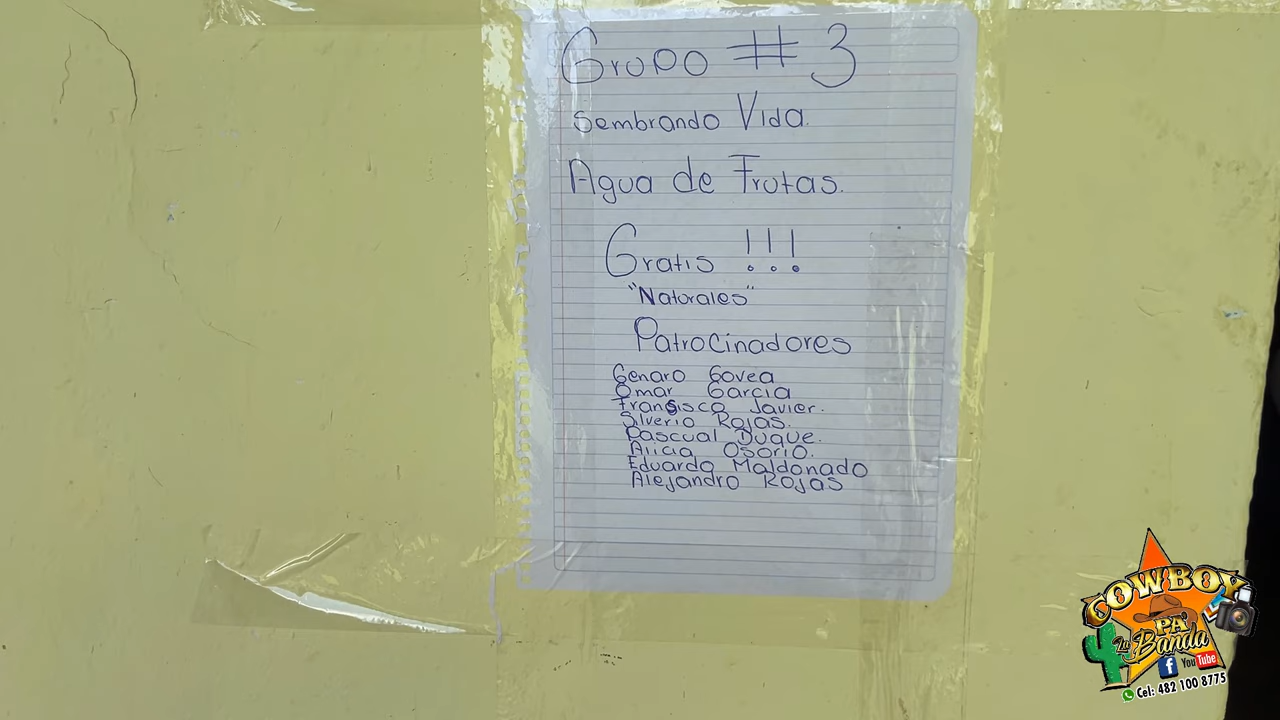 Grupo # 3
Sembrando Vida.
Agua de Frutas.
Gratis !!!
"Naturales"
Patrocinadores
Genaro Govea
Omar Garcia
Fransisco Javier.
Silverio Rojas.
Pascual Duque.
Alicia Osorio.
Eduardo Maldonado
Alejandro Rojas
COWBOY
PA
La Banda
f YouTube
Cel: 482 100 8775